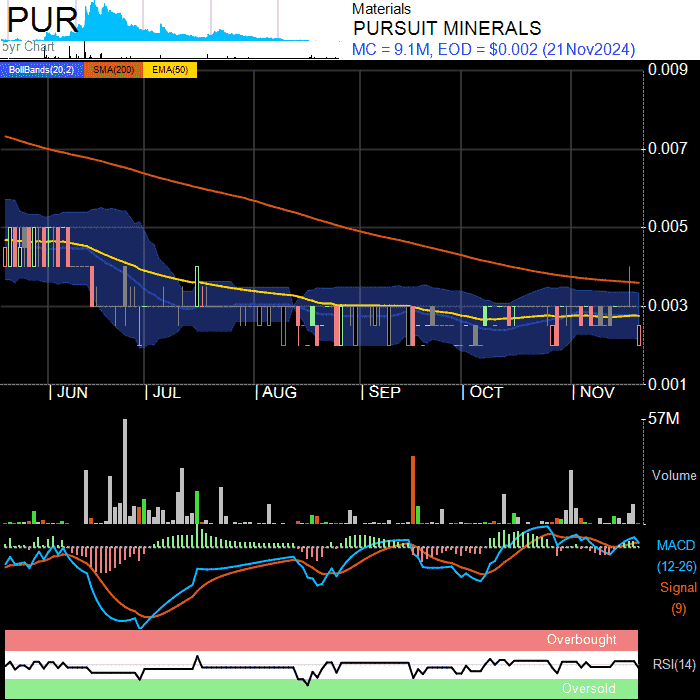 PUR
5yr Chart
Materials
PURSUIT MINERALS
MC = 9.1M, EOD = $0.002 (21Nov2024)
BollBands(20,2) SMA(200) EMA(50)
0.009
0.007
0.005
0.003
0.001
JUN JUL AUG SEP OCT NOV
57M
Volume
MACD
(12-26)
Signal
(9)
Overbought
RSI(14)
Oversold